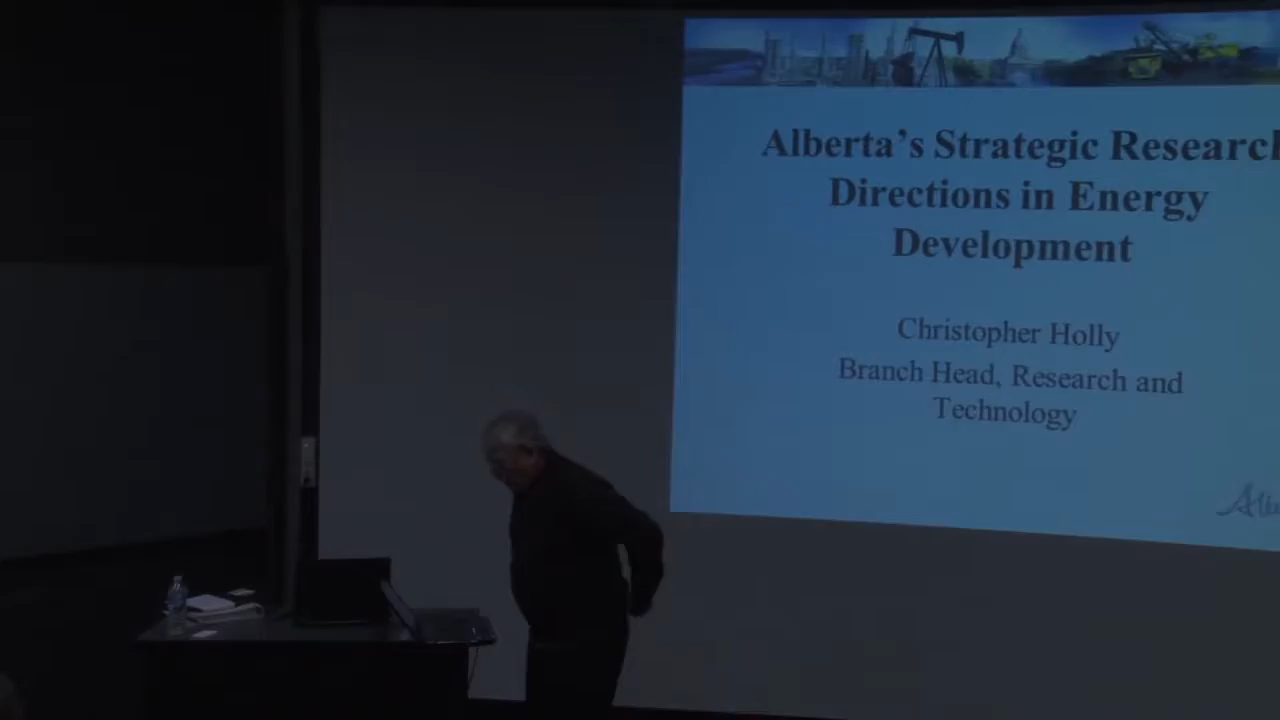 Alberta's Strategic Research
Directions in Energy
Development
Christopher Holly
Branch Head, Research and
Technology